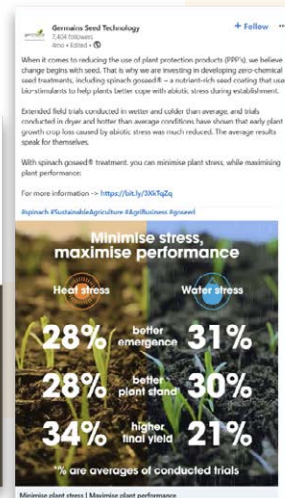 Germains Seed Technology
+ Follow
7,404 followers
4mo • Edited •
When it comes to reducing the use of plant protection products (PPP's), we believe
change begins with seed. That is why we are investing in developing zero-chemical
seed treatments, including spinach goseed® – a nutrient-rich seed coating that uses
bio-stimulants to help plants better cope with abiotic stress during establishment.
Extended field trials conducted in wetter and colder than average, and trials
conducted in dryer and hotter than average conditions have shown that early plant
growth crop loss caused by abiotic stress was much reduced. The average results
speak for themselves.
With spinach goseed® treatment, you can minimise plant stress, while maximising
plant performance:
For more information -> https://bit.ly/3XkTqZq
#spinach #SustainableAgriculture #AgriBusiness #goseed
Minimise stress,
maximise performance
Heat stress
Water stress
28% better emergence 31%
28% better plant stand 30%
34% higher final yield 21%
*% are averages of conducted trials
Minimise plant stress | Maximise plant performance